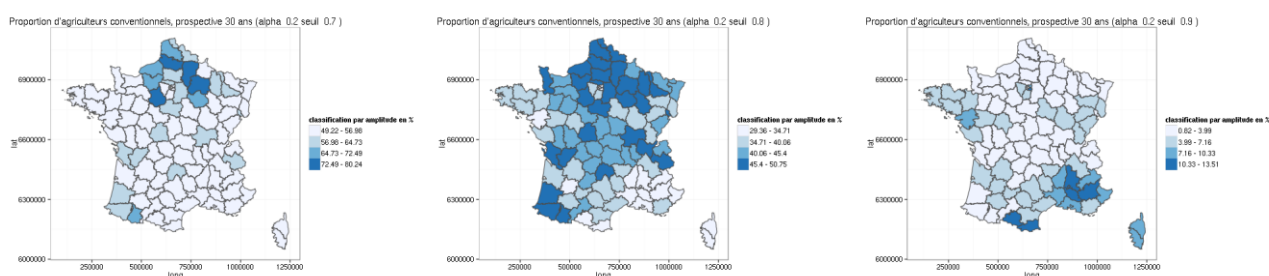 Proportion d'agriculteurs conventionnels, prospective 30 ans (alpha 0.2 seuil 0.7 )
6900000
6600000
6300000
6000000
lat
250000 500000 750000 1000000 1250000
long
classification par amplitude en %
49.22 - 56.98
56.98 - 64.73
64.73 - 72.49
72.49 - 80.24
Proportion d'agriculteurs conventionnels, prospective 30 ans (alpha 0.2 seuil 0.8 )
6900000
6600000
6300000
6000000
lat
250000 500000 750000 1000000 1250000
long
classification par amplitude en %
29.36 - 34.71
34.71 - 40.06
40.06 - 45.4
45.4 - 50.75
Proportion d'agriculteurs conventionnels, prospective 30 ans (alpha 0.2 seuil 0.9 )
6900000
6600000
6300000
6000000
lat
250000 500000 750000 1000000 1250000
long
classification par amplitude en %
0.82 - 3.99
3.99 - 7.16
7.16 - 10.33
10.33 - 13.51